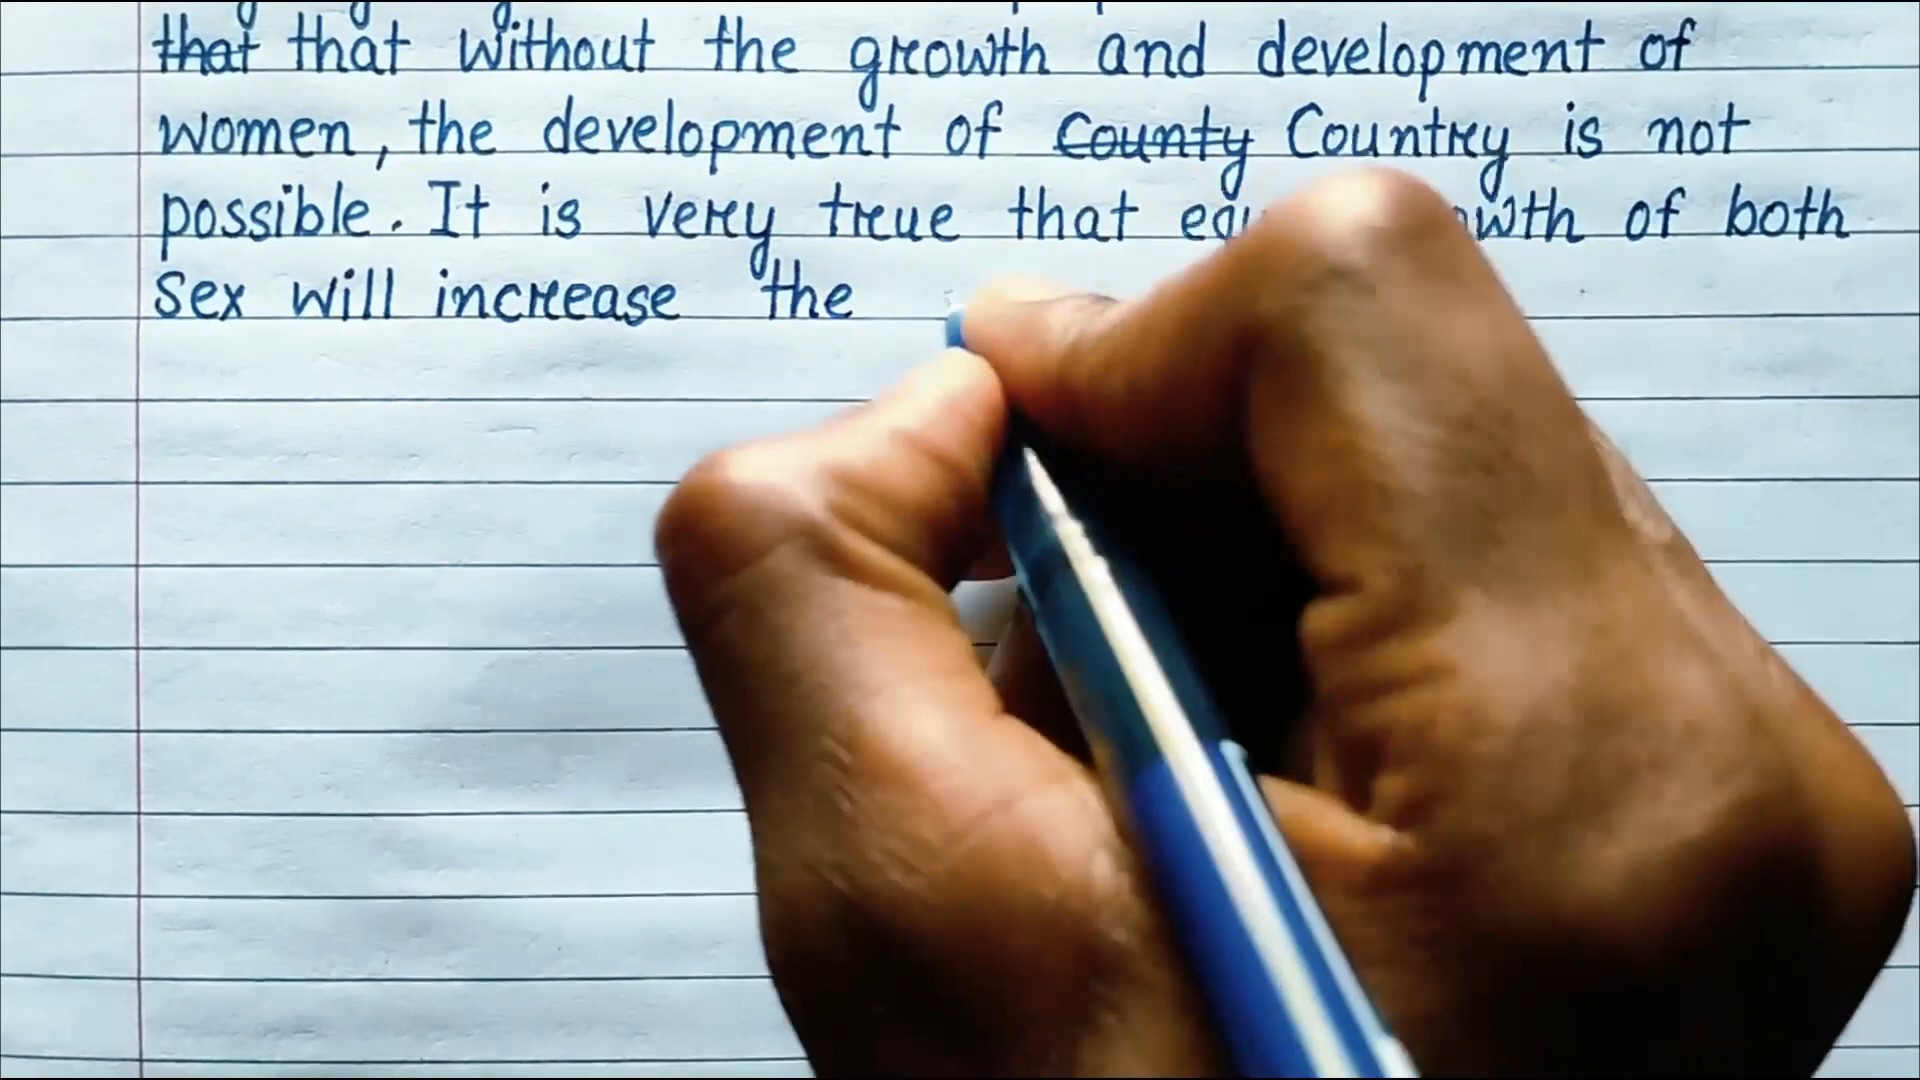 that that without the growth and development of
women, the development of County Country is not
possible. It is very true that of both
Sex will increase the